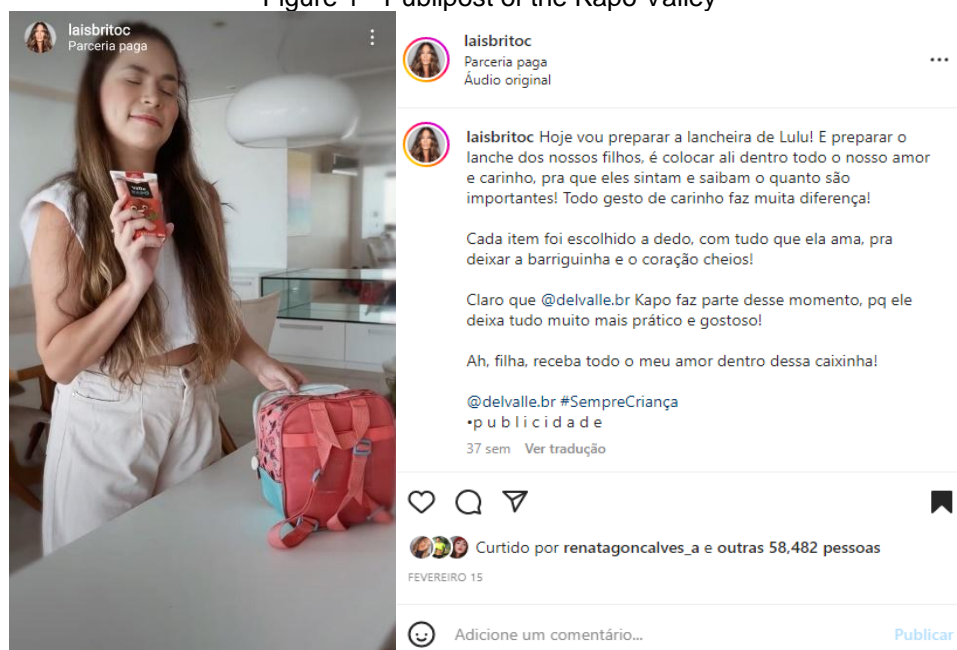 Figure 1 - Publipost of the Kapo Valley
laisbritoc
Parceria paga
laisbritoc
Parceria paga
Áudio original
laisbritoc Hoje vou preparar a lancheira de Lulu! E preparar o
lanche dos nossos filhos, é colocar ali dentro todo o nosso amor
e carinho, pra que eles sintam e saibam o quanto são
importantes! Todo gesto de carinho faz muita diferença!
Cada item foi escolhido a dedo, com tudo que ela ama, pra
deixar a barriguinha e o coração cheios!
Claro que @delvalle.br Kapo faz parte desse momento, pq ele
deixa tudo muito mais prático e gostoso!
Ah, filha, receba todo o meu amor dentro dessa caixinha!
@delvalle.br #SempreCriança
•p u b l i c i d a d e
37 sem Ver tradução
Curtido por renatagoncalves_a e outras 58,482 pessoas
FEVEREIRO 15
Adicione um comentário... Publicar